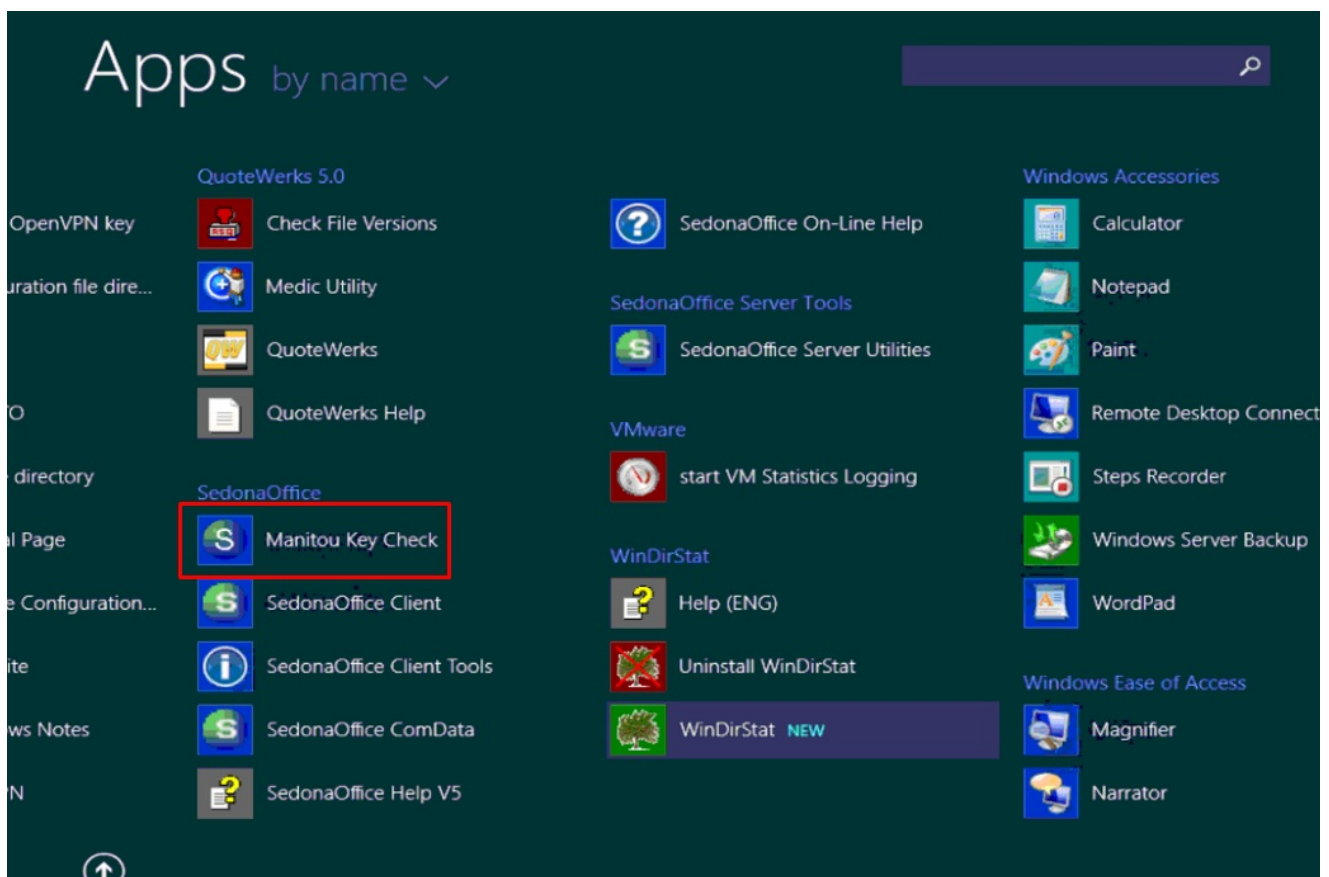 Apps by name
OpenVPN key
uration file dire...
O
directory
al Page
e Configuration...
ite
ws Notes
PN
QuoteWerks 5.0
Check File Versions
Medic Utility
QW QuoteWerks
QuoteWerks Help
SedonaOffice
S Manitou Key Check
S SedonaOffice Client
SedonaOffice Client Tools
S SedonaOffice ComData
SedonaOffice Help V5
SedonaOffice On-Line Help
SedonaOffice Server Tools
S SedonaOffice Server Utilities
VMware
start VM Statistics Logging
WinDirStat
Help (ENG)
Uninstall WinDirStat
WinDirStat NEW
Windows Accessories
Calculator
Notepad
Paint
Remote Desktop Connect
Steps Recorder
Windows Server Backup
WordPad
Windows Ease of Access
Magnifier
Narrator